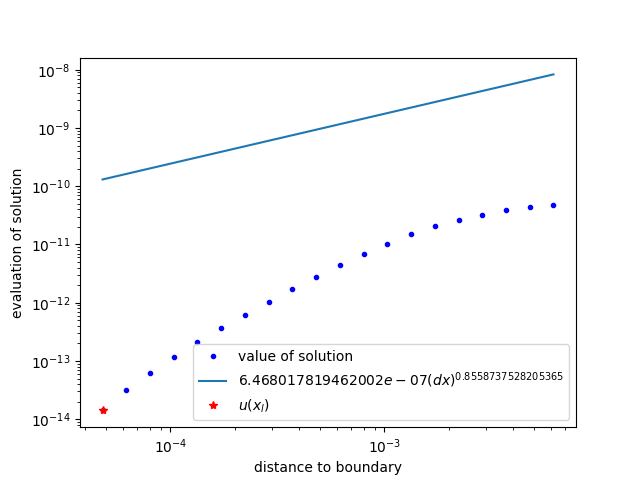 10⁻⁸
10⁻⁹
10⁻¹⁰
10⁻¹¹
10⁻¹²
10⁻¹³
10⁻¹⁴
evaluation of solution
value of solution
6.468017819462002e − 07(dx)^0.8558737528205365
u(x_l)
10⁻⁴ 10⁻³
distance to boundary